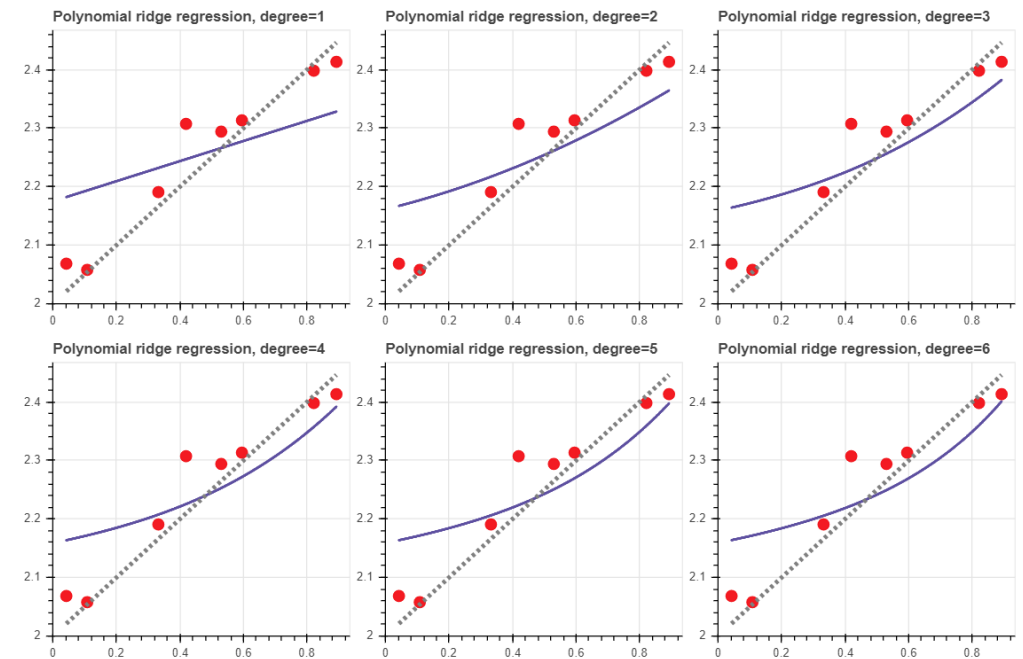 Polynomial ridge regression, degree=1
2.4
2.3
2.2
2.1
2
0 0.2 0.4 0.6 0.8
Polynomial ridge regression, degree=2
2.4
2.3
2.2
2.1
2
0 0.2 0.4 0.6 0.8
Polynomial ridge regression, degree=3
2.4
2.3
2.2
2.1
2
0 0.2 0.4 0.6 0.8
Polynomial ridge regression, degree=4
2.4
2.3
2.2
2.1
2
0 0.2 0.4 0.6 0.8
Polynomial ridge regression, degree=5
2.4
2.3
2.2
2.1
2
0 0.2 0.4 0.6 0.8
Polynomial ridge regression, degree=6
2.4
2.3
2.2
2.1
2
0 0.2 0.4 0.6 0.8